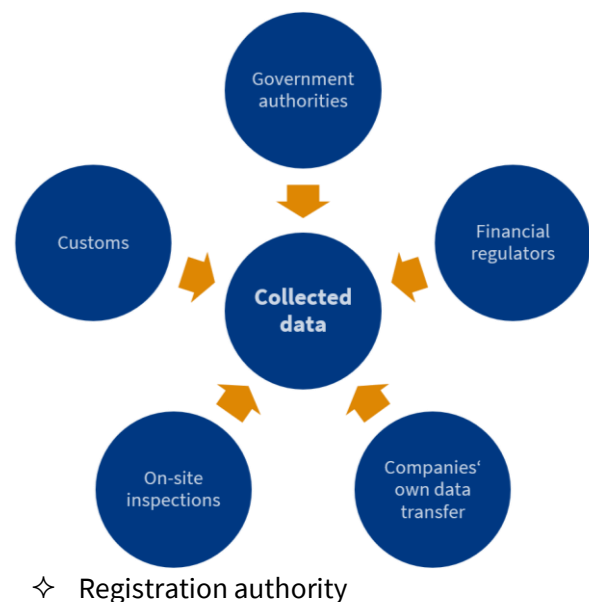 Government
authorities
Customs
Financial
regulators
Collected
data
On-site
inspections
Companies‘
own data
transfer
✧ Registration authority